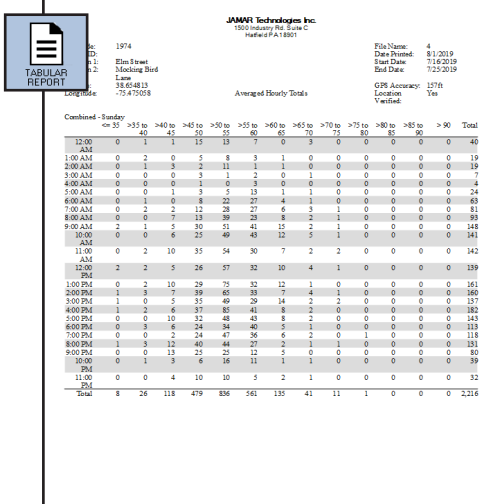 JAMAR Technologies Inc.
1500 Industry Rd. Suite C
Hatfield PA 18901
TABULAR
REPORT
1974
File Name: 4
ID:
Date Printed: 8/1/2019
1: Elm Street
Start Date: 7/16/2019
2: Mocking Bird
End Date: 7/25/2019
Lane
38.654813
GPS Accuracy: 157ft
Longitude: -75.475058
Averaged Hourly Totals
Location Yes
Verified:
Combined - Sunday
<= 35 >35 to >40 to >45 to >50 to >55 to >60 to >65 to >70 to >75 to >80 to >85 to > 90 Total
40 45 50 55 60 65 70 75 80 85 90
12:00 0 1 1 15 13 7 0 3 0 0 0 0 0 40
AM
1:00 AM 0 2 0 5 8 3 1 0 0 0 0 0 0 19
2:00 AM 0 1 3 2 11 1 1 0 0 0 0 0 0 19
3:00 AM 0 0 0 3 1 2 0 1 0 0 0 0 0 7
4:00 AM 0 0 0 1 0 3 0 0 0 0 0 0 0 4
5:00 AM 0 0 1 3 5 13 1 1 0 0 0 0 0 24
6:00 AM 0 1 0 8 22 27 4 1 0 0 0 0 0 63
7:00 AM 0 2 2 12 28 27 6 3 1 0 0 0 0 81
8:00 AM 0 0 7 13 39 23 8 2 1 0 0 0 0 93
9:00 AM 2 1 5 30 51 41 15 2 1 0 0 0 0 148
10:00 0 0 6 25 49 43 12 5 1 0 0 0 0 141
AM
11:00 0 2 10 35 54 30 7 2 2 0 0 0 0 142
AM
12:00 2 2 5 26 57 32 10 4 1 0 0 0 0 139
PM
1:00 PM 0 2 10 29 75 32 12 1 0 0 0 0 0 161
2:00 PM 1 3 7 39 65 33 7 4 1 0 0 0 0 160
3:00 PM 1 0 5 35 49 29 14 2 2 0 0 0 0 137
4:00 PM 1 2 6 37 85 41 8 2 0 0 0 0 0 182
5:00 PM 0 0 10 32 48 43 8 2 0 0 0 0 0 143
6:00 PM 0 3 6 24 34 40 5 1 0 0 0 0 0 113
7:00 PM 0 0 2 24 47 36 6 2 0 1 0 0 0 118
8:00 PM 1 3 12 40 44 27 2 1 1 0 0 0 0 131
9:00 PM 0 0 13 25 25 12 5 0 0 0 0 0 0 80
10:00 0 1 3 6 16 11 1 1 0 0 0 0 0 39
PM
11:00 0 0 4 10 10 5 2 1 0 0 0 0 0 32
PM
Total 8 26 118 479 836 561 135 41 11 1 0 0 0 2,216